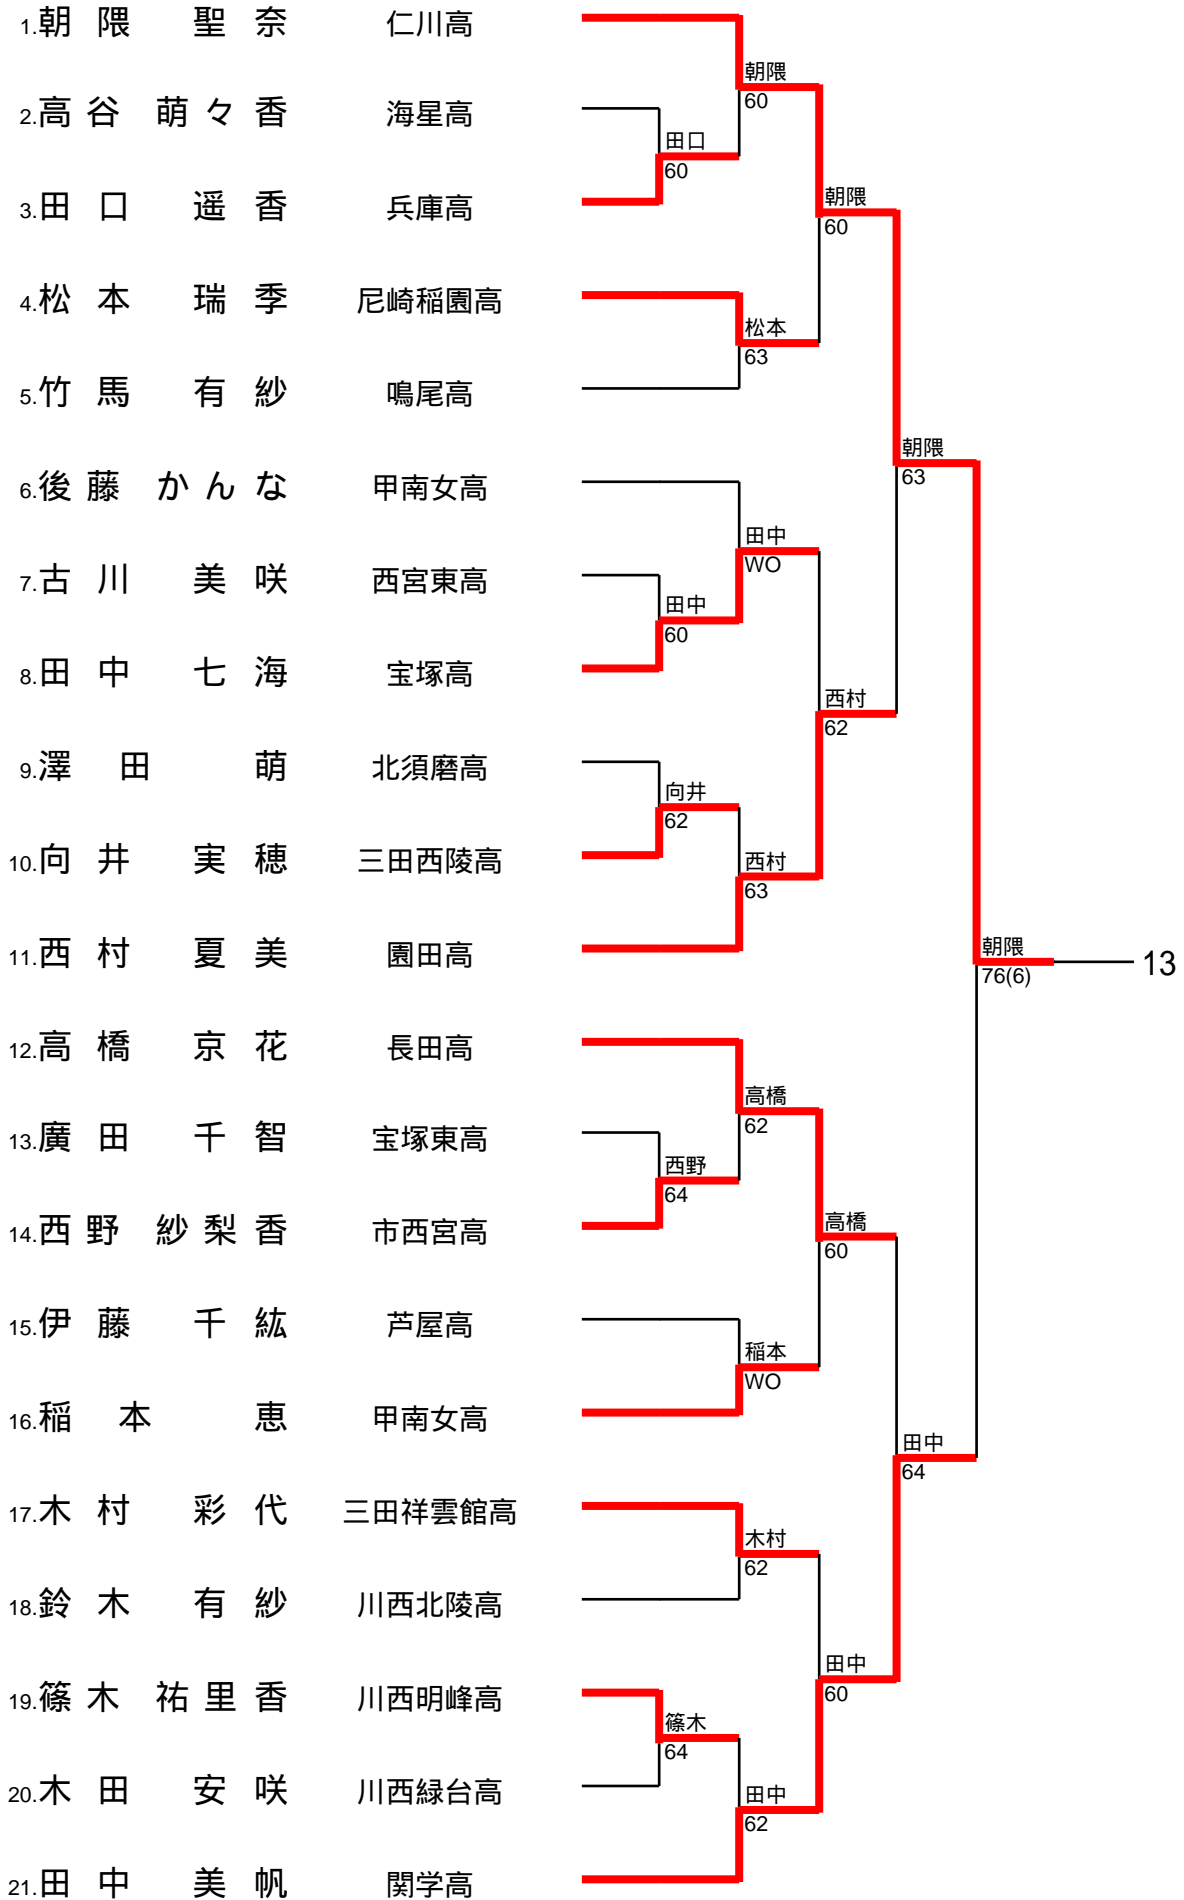 1.朝隈 聖奈 仁川高
朝隈
60
2.高谷 萌々香 海星高
田口
60
3.田口 遥香 兵庫高
朝隈
60
4.松本 瑞季 尼崎稲園高
松本
63
5.竹馬 有紗 鳴尾高
朝隈
63
6.後藤 かんな 甲南女高
田中
WO
7.古川 美咲 西宮東高
田中
60
8.田中 七海 宝塚高
西村
62
9.澤田 萌 北須磨高
向井
62
10.向井 実穂 三田西陵高
西村
63
11.西村 夏美 園田高
朝隈
76(6)
13
12.高橋 京花 長田高
高橋
62
13.廣田 千智 宝塚東高
西野
64
14.西野 紗梨香 市西宮高
高橋
60
15.伊藤 千紘 芦屋高
稲本
WO
16.稲本 恵 甲南女高
田中
64
17.木村 彩代 三田祥雲館高
木村
62
18.鈴木 有紗 川西北陵高
田中
60
19.篠木 祐里香 川西明峰高
篠木
64
20.木田 安咲 川西緑台高
田中
62
21.田中 美帆 関学高